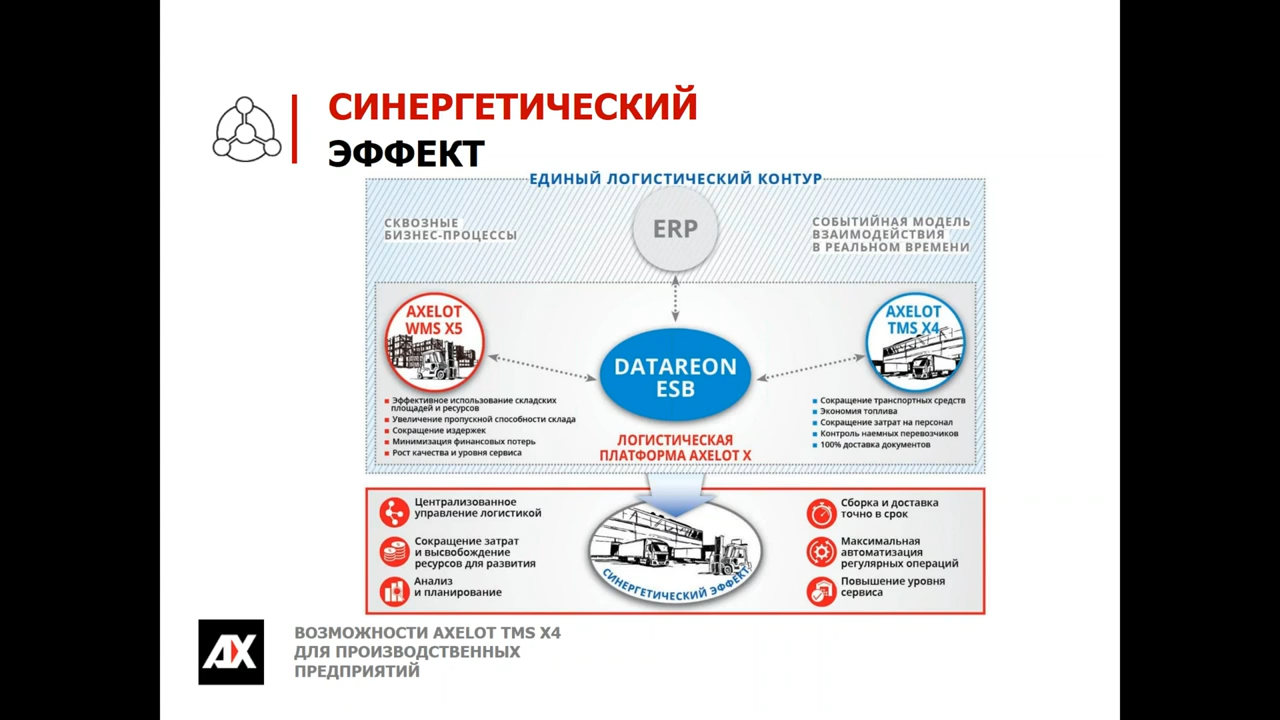 СИНЕРГЕТИЧЕСКИЙ
ЭФФЕКТ
ЕДИНЫЙ ЛОГИСТИЧЕСКИЙ КОНТУР
СКВОЗНЫЕ
БИЗНЕС-ПРОЦЕССЫ
ERP
СОБЫТИЙНАЯ МОДЕЛЬ
ВЗАИМОДЕЙСТВИЯ
В РЕАЛЬНОМ ВРЕМЕНИ
AXELOT
WMS X5
DATAREON
ESB
AXELOT
TMS X4
Эффективное использование складских
площадей и ресурсов
Увеличение пропускной способности склада
Сокращение издержек
Минимизация финансовых потерь
Рост качества и уровня сервиса
ЛОГИСТИЧЕСКАЯ
ПЛАТФОРМА AXELOT X
Сокращение транспортных средств
Экономия топлива
Сокращение затрат на персонал
Контроль наемных перевозчиков
100% доставка документов
Централизованное
управление логистикой
Сокращение затрат
и высвобождение
ресурсов для развития
Анализ
и планирование
СИНЕРГЕТИЧЕСКИЙ ЭФФЕКТ
Сборка и доставка
точно в срок
Максимальная
автоматизация
регулярных операций
Повышение уровня
сервиса
AX
ВОЗМОЖНОСТИ AXELOT TMS X4
ДЛЯ ПРОИЗВОДСТВЕННЫХ
ПРЕДПРИЯТИЙ